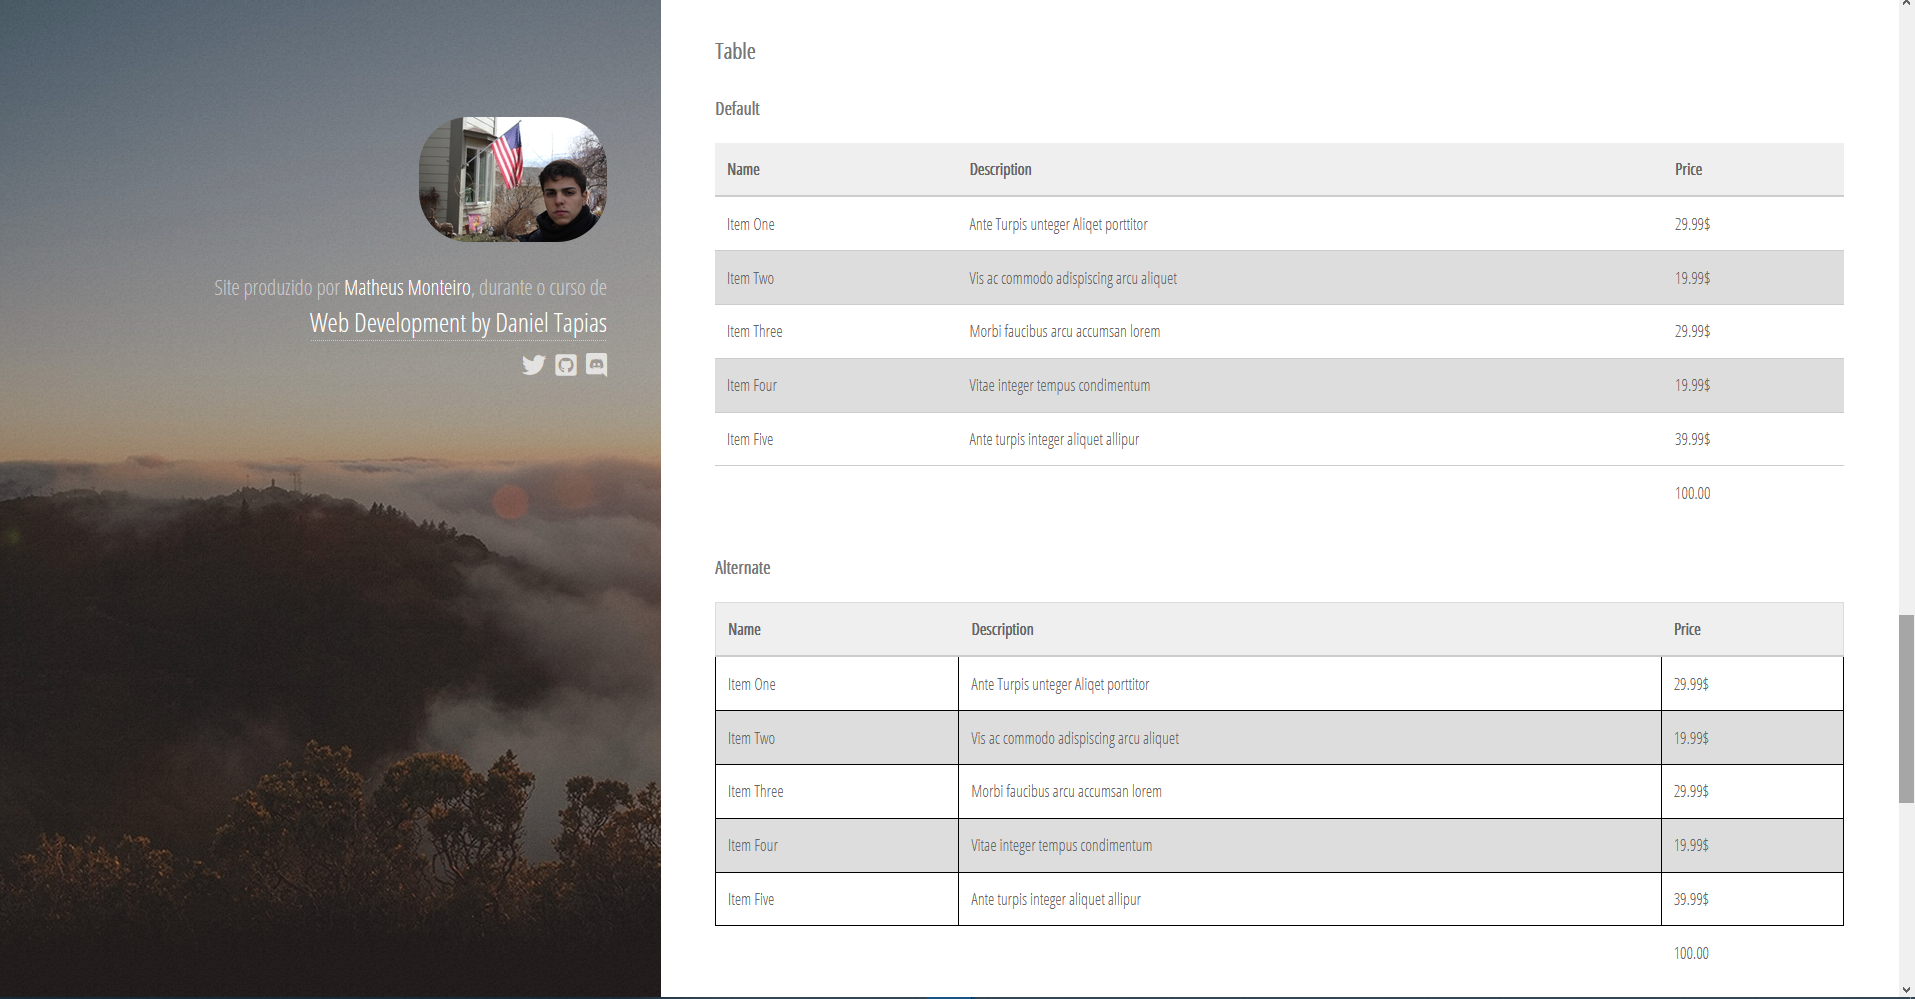 Site produzido por Matheus Monteiro, durante o curso de
Web Development by Daniel Tapias
Table
Default
Name Description Price
Item One Ante Turpis unteger Aliqet porttitor 29.99$
Item Two Vis ac commodo adispiscing arcu aliquet 19.99$
Item Three Morbi faucibus arcu accumsan lorem 29.99$
Item Four Vitae integer tempus condimentum 19.99$
Item Five Ante turpis integer aliquet allipur 39.99$
100.00
Alternate
Name Description Price
Item One Ante Turpis unteger Aliqet porttitor 29.99$
Item Two Vis ac commodo adispiscing arcu aliquet 19.99$
Item Three Morbi faucibus arcu accumsan lorem 29.99$
Item Four Vitae integer tempus condimentum 19.99$
Item Five Ante turpis integer aliquet allipur 39.99$
100.00